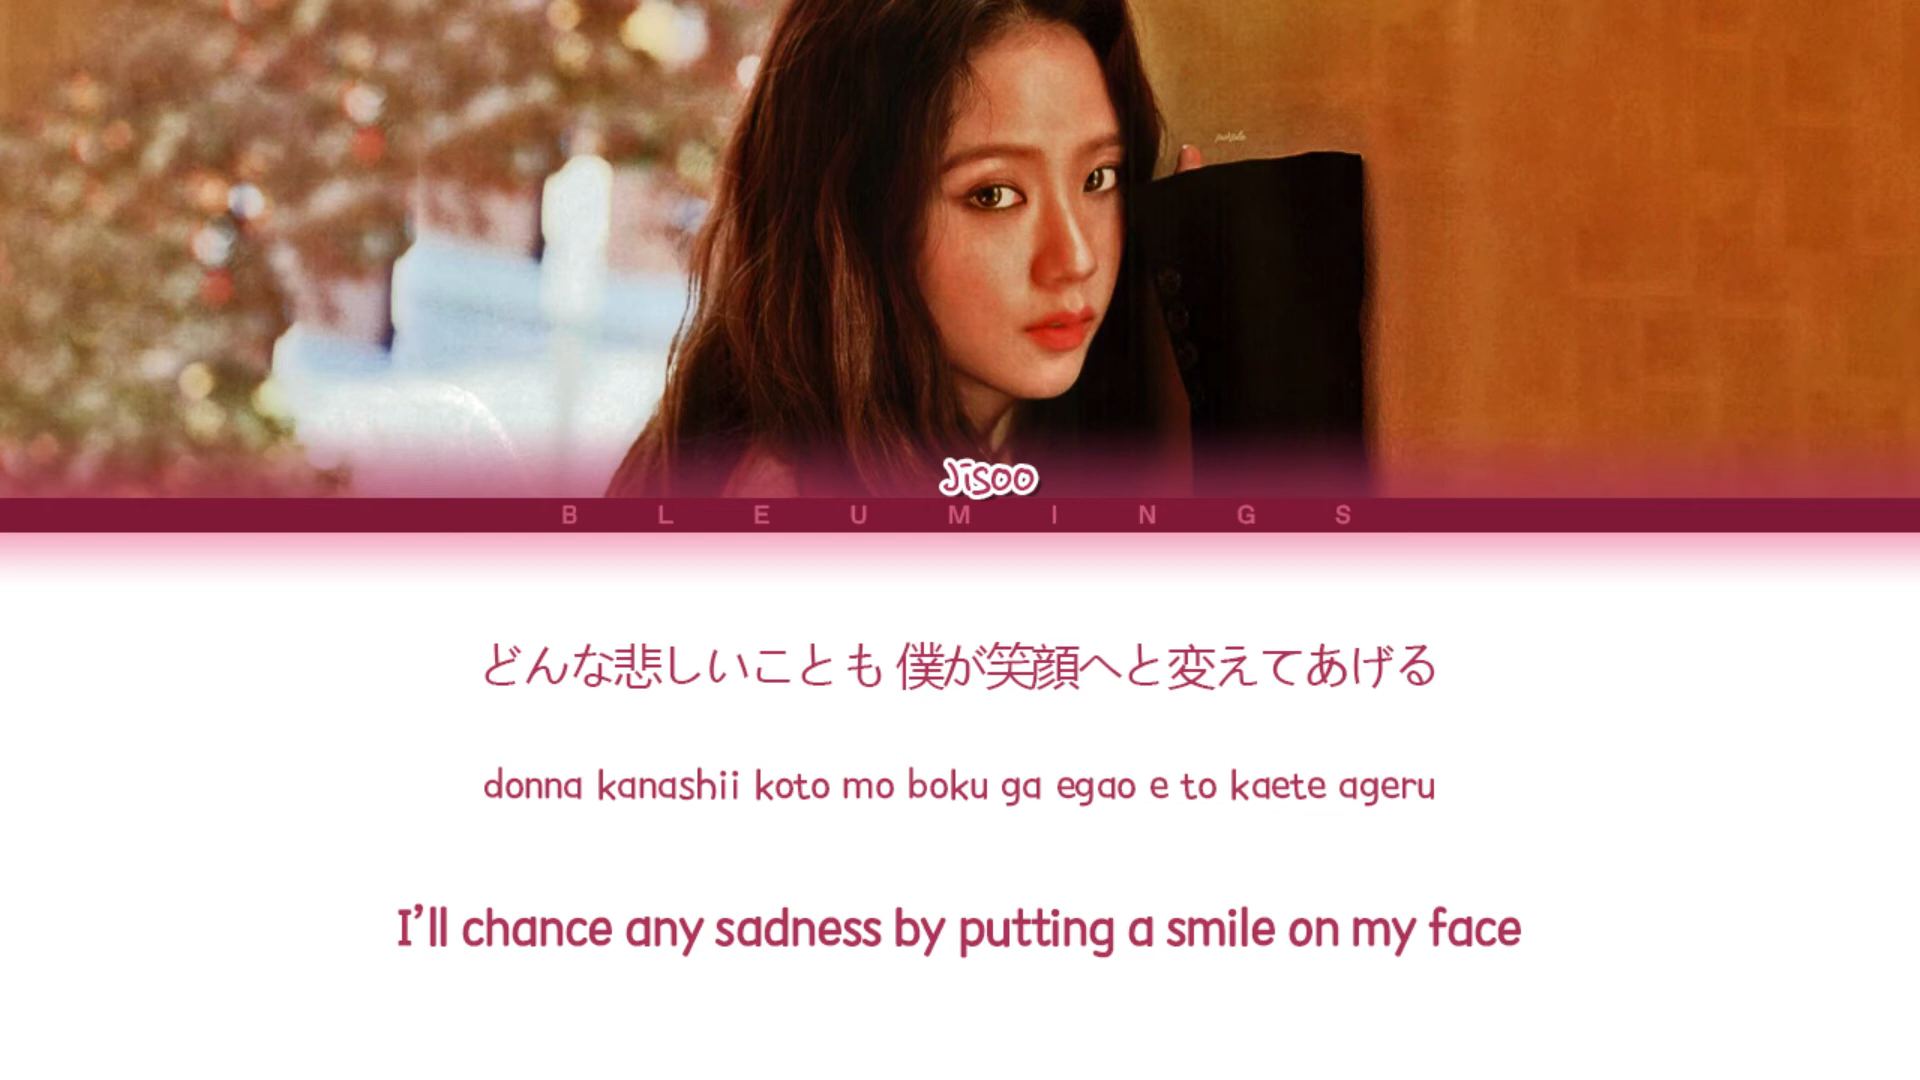 purple
Jisoo
BLEUMINGS
どんな悲しいことも 僕が笑顔へと変えてあげる
donna kanashii koto mo boku ga egao e to kaete ageru
I’ll chance any sadness by putting a smile on my face